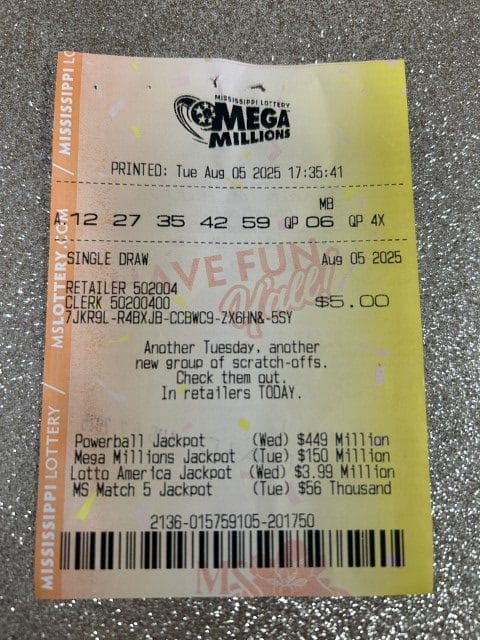 MISSISSIPPI LOTTERY
MEGA
MILLIONS
PRINTED: Tue Aug 05 2025 17:35:41
MB
A. 12 27 35 42 59 QP 06 QP 4X
SINGLE DRAW Aug 05 2025
HAVE FUN,
Y'all!
RETAILER 502004
CLERK 50200400 $5.00
7JKR9L-R4BXJB-CCBWC9-ZX6HN&-5SY
Another Tuesday, another
new group of scratch-offs.
Check them out.
In retailers TODAY.
Powerball Jackpot (Wed) $449 Million
Mega Millions Jackpot (Tue) $150 Million
Lotto America Jackpot (Wed) $3.99 Million
MS Match 5 Jackpot (Tue) $56 Thousand
2136-015759105-201750
MS
MISSISSIPPI LOTTERY / MSLOTTERY.COM / MISSISSIPPI LO